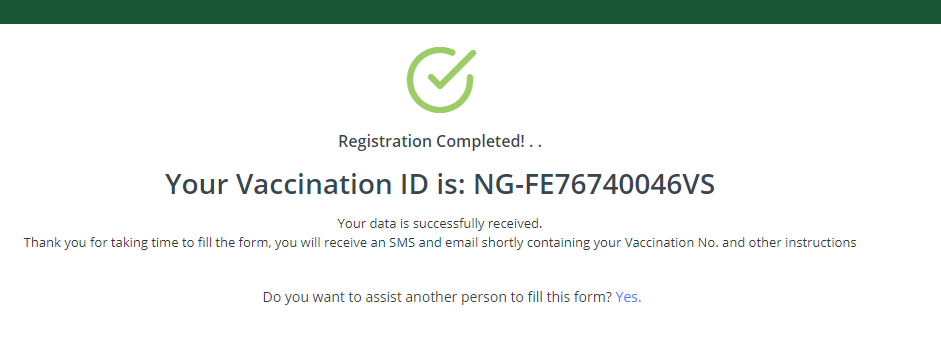 Registration Completed! . .
Your Vaccination ID is: NG-FE76740046VS
Your data is successfully received.
Thank you for taking time to fill the form, you will receive an SMS and email shortly containing your Vaccination No. and other instructions
Do you want to assist another person to fill this form? Yes.